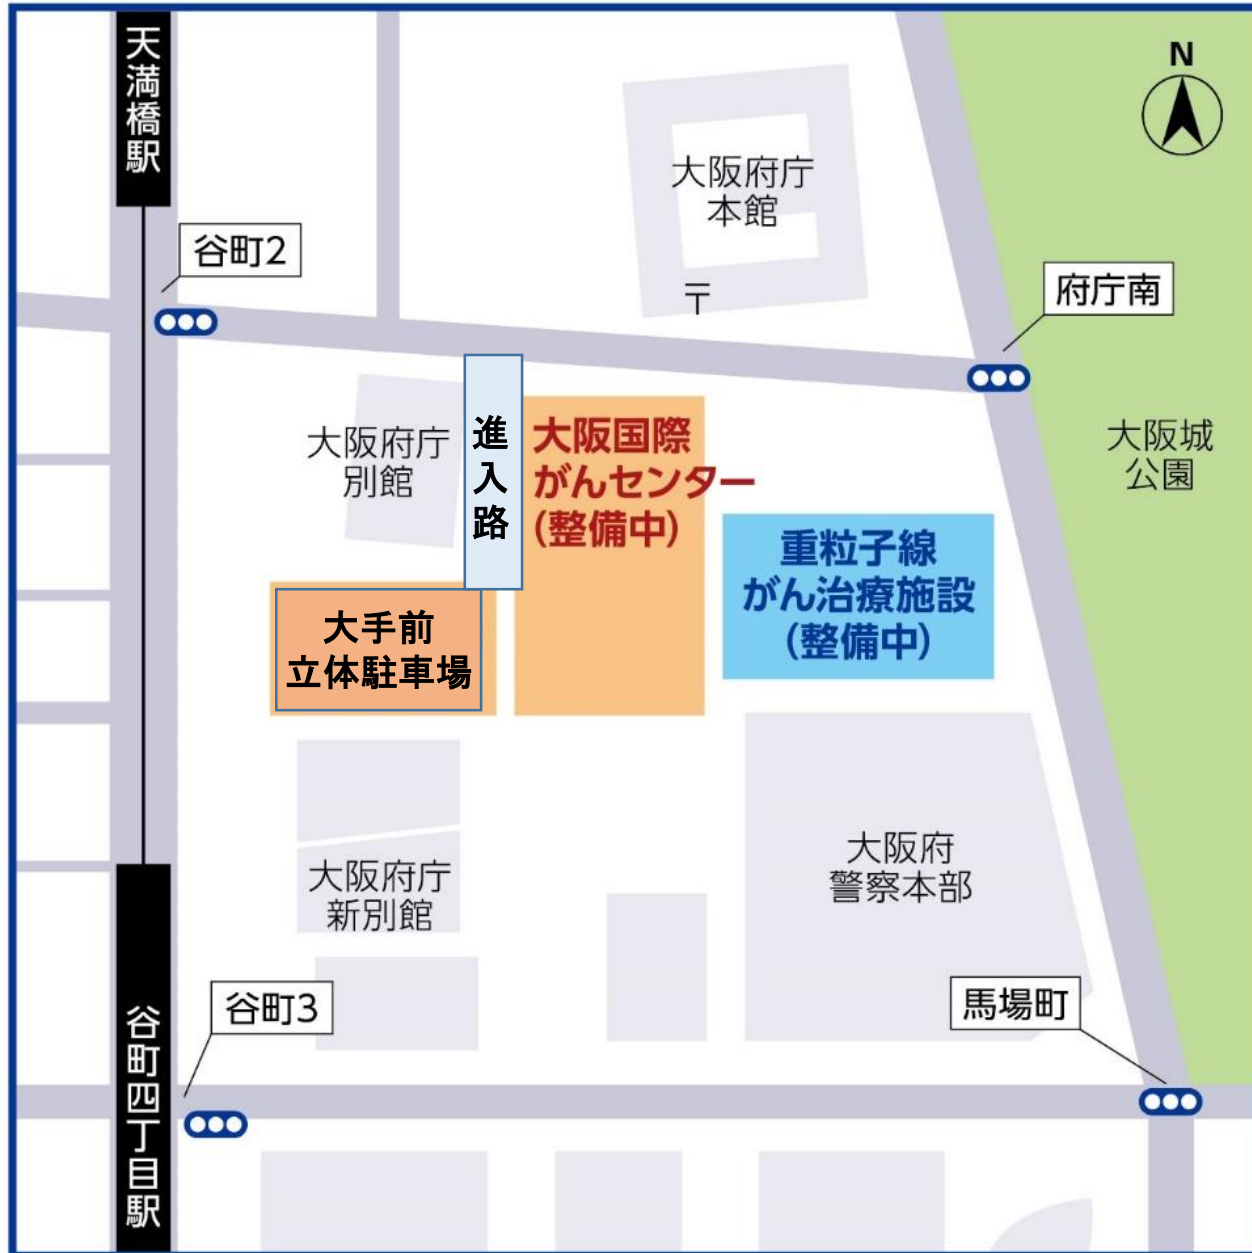 天満橋駅
N
大阪府庁
本館
〒
谷町2
府庁南
進入路
大阪国際
がんセンター
(整備中)
大阪府庁
別館
大阪城
公園
重粒子線
がん治療施設
(整備中)
大手前
立体駐車場
大阪府庁
新別館
大阪府
警察本部
谷町3
馬場町
谷町四丁目駅